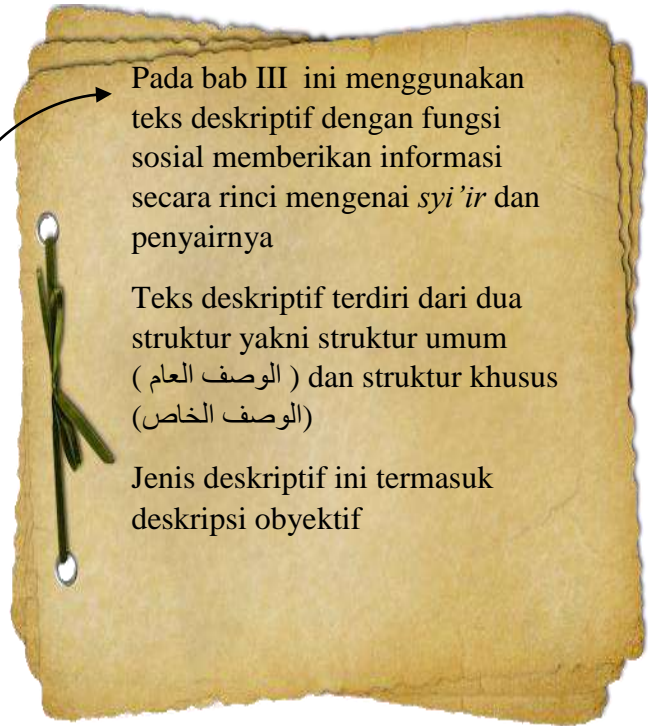 Pada bab III ini menggunakan
teks deskriptif dengan fungsi
sosial memberikan informasi
secara rinci mengenai syi’ir dan
penyairnya
Teks deskriptif terdiri dari dua
struktur yakni struktur umum
( الوصف العام ) dan struktur khusus
(الوصف الخاص)
Jenis deskriptif ini termasuk
deskripsi obyektif